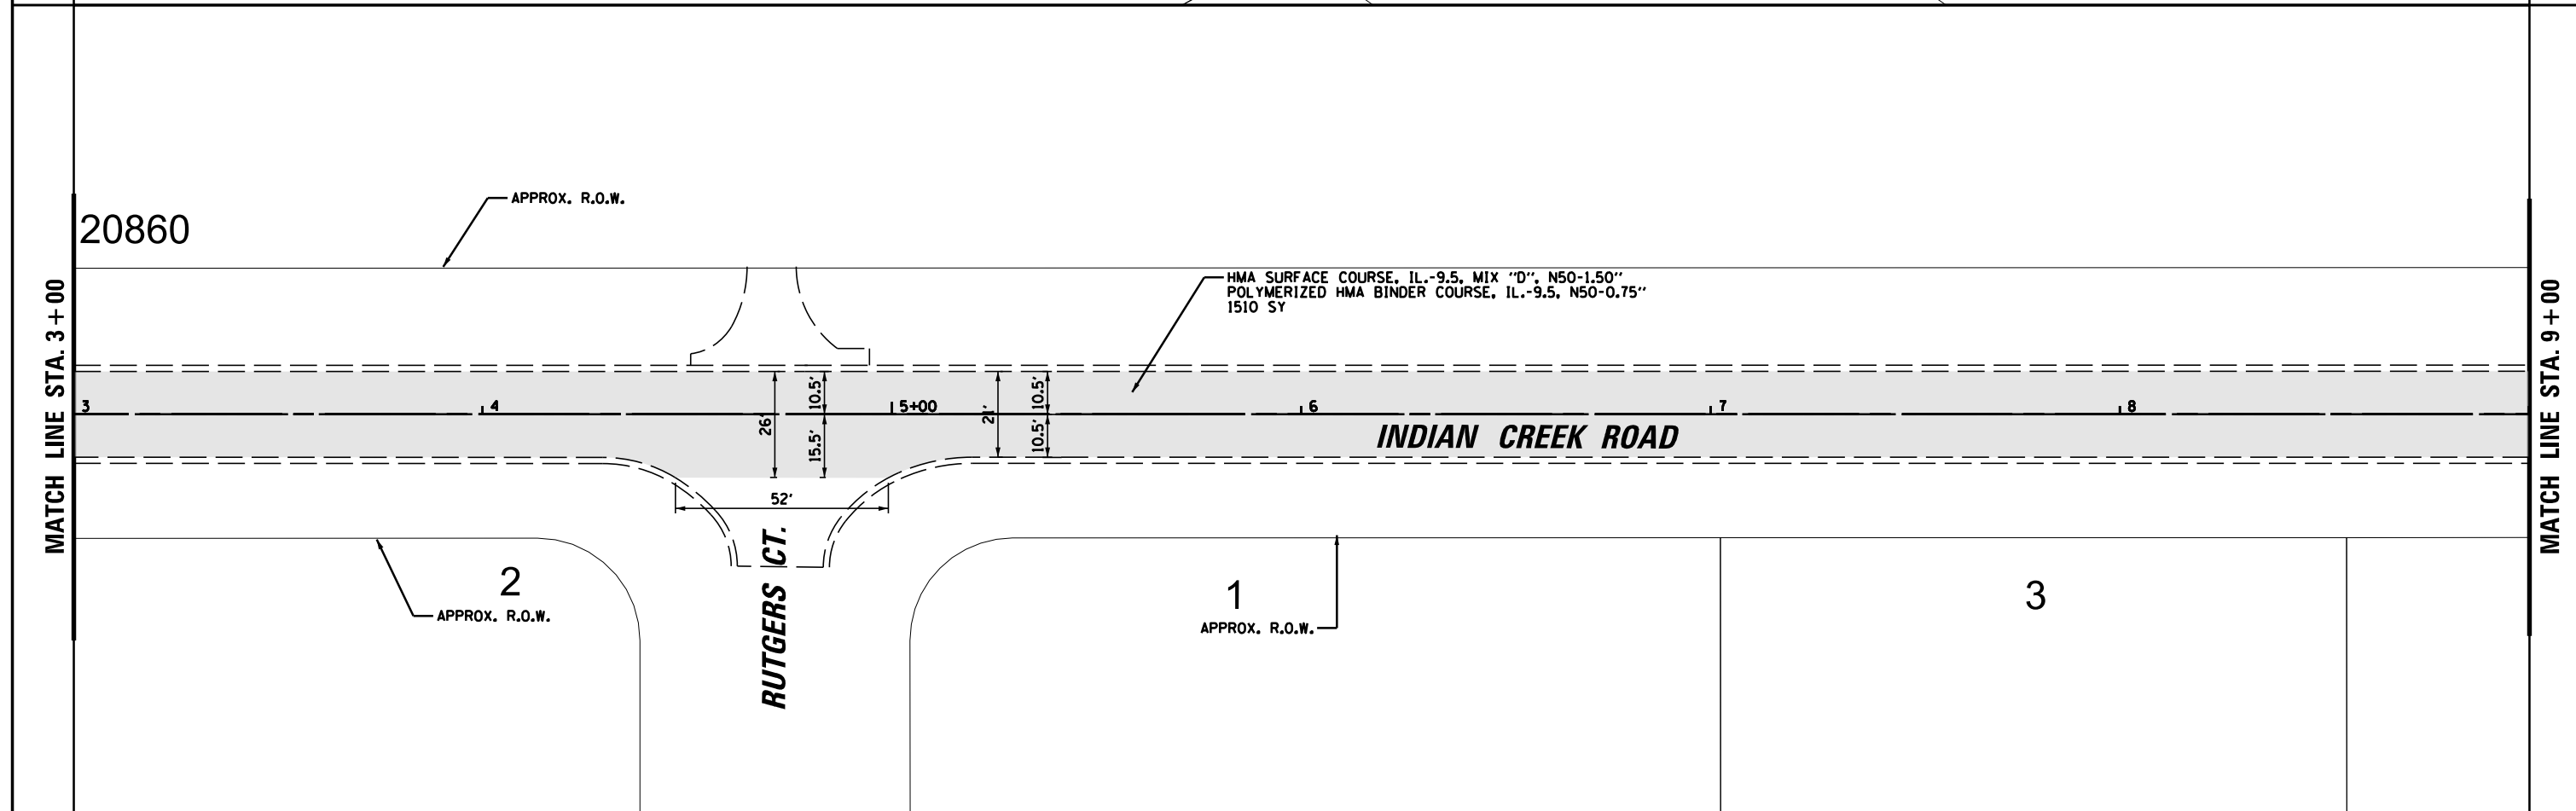 APPROX. R.O.W.
20860
HMA SURFACE COURSE, IL.-9.5, MIX "D", N50-1.50"
POLYMERIZED HMA BINDER COURSE, IL.-9.5, N50-0.75"
1510 SY
MATCH LINE STA. 3+00
MATCH LINE STA. 9+00
3
4
5+00
6
7
8
26'
10.5'
15.5'
21'
10.5'
10.5'
INDIAN CREEK ROAD
52'
RUTGERS CT.
2
APPROX. R.O.W.
1
APPROX. R.O.W.
3